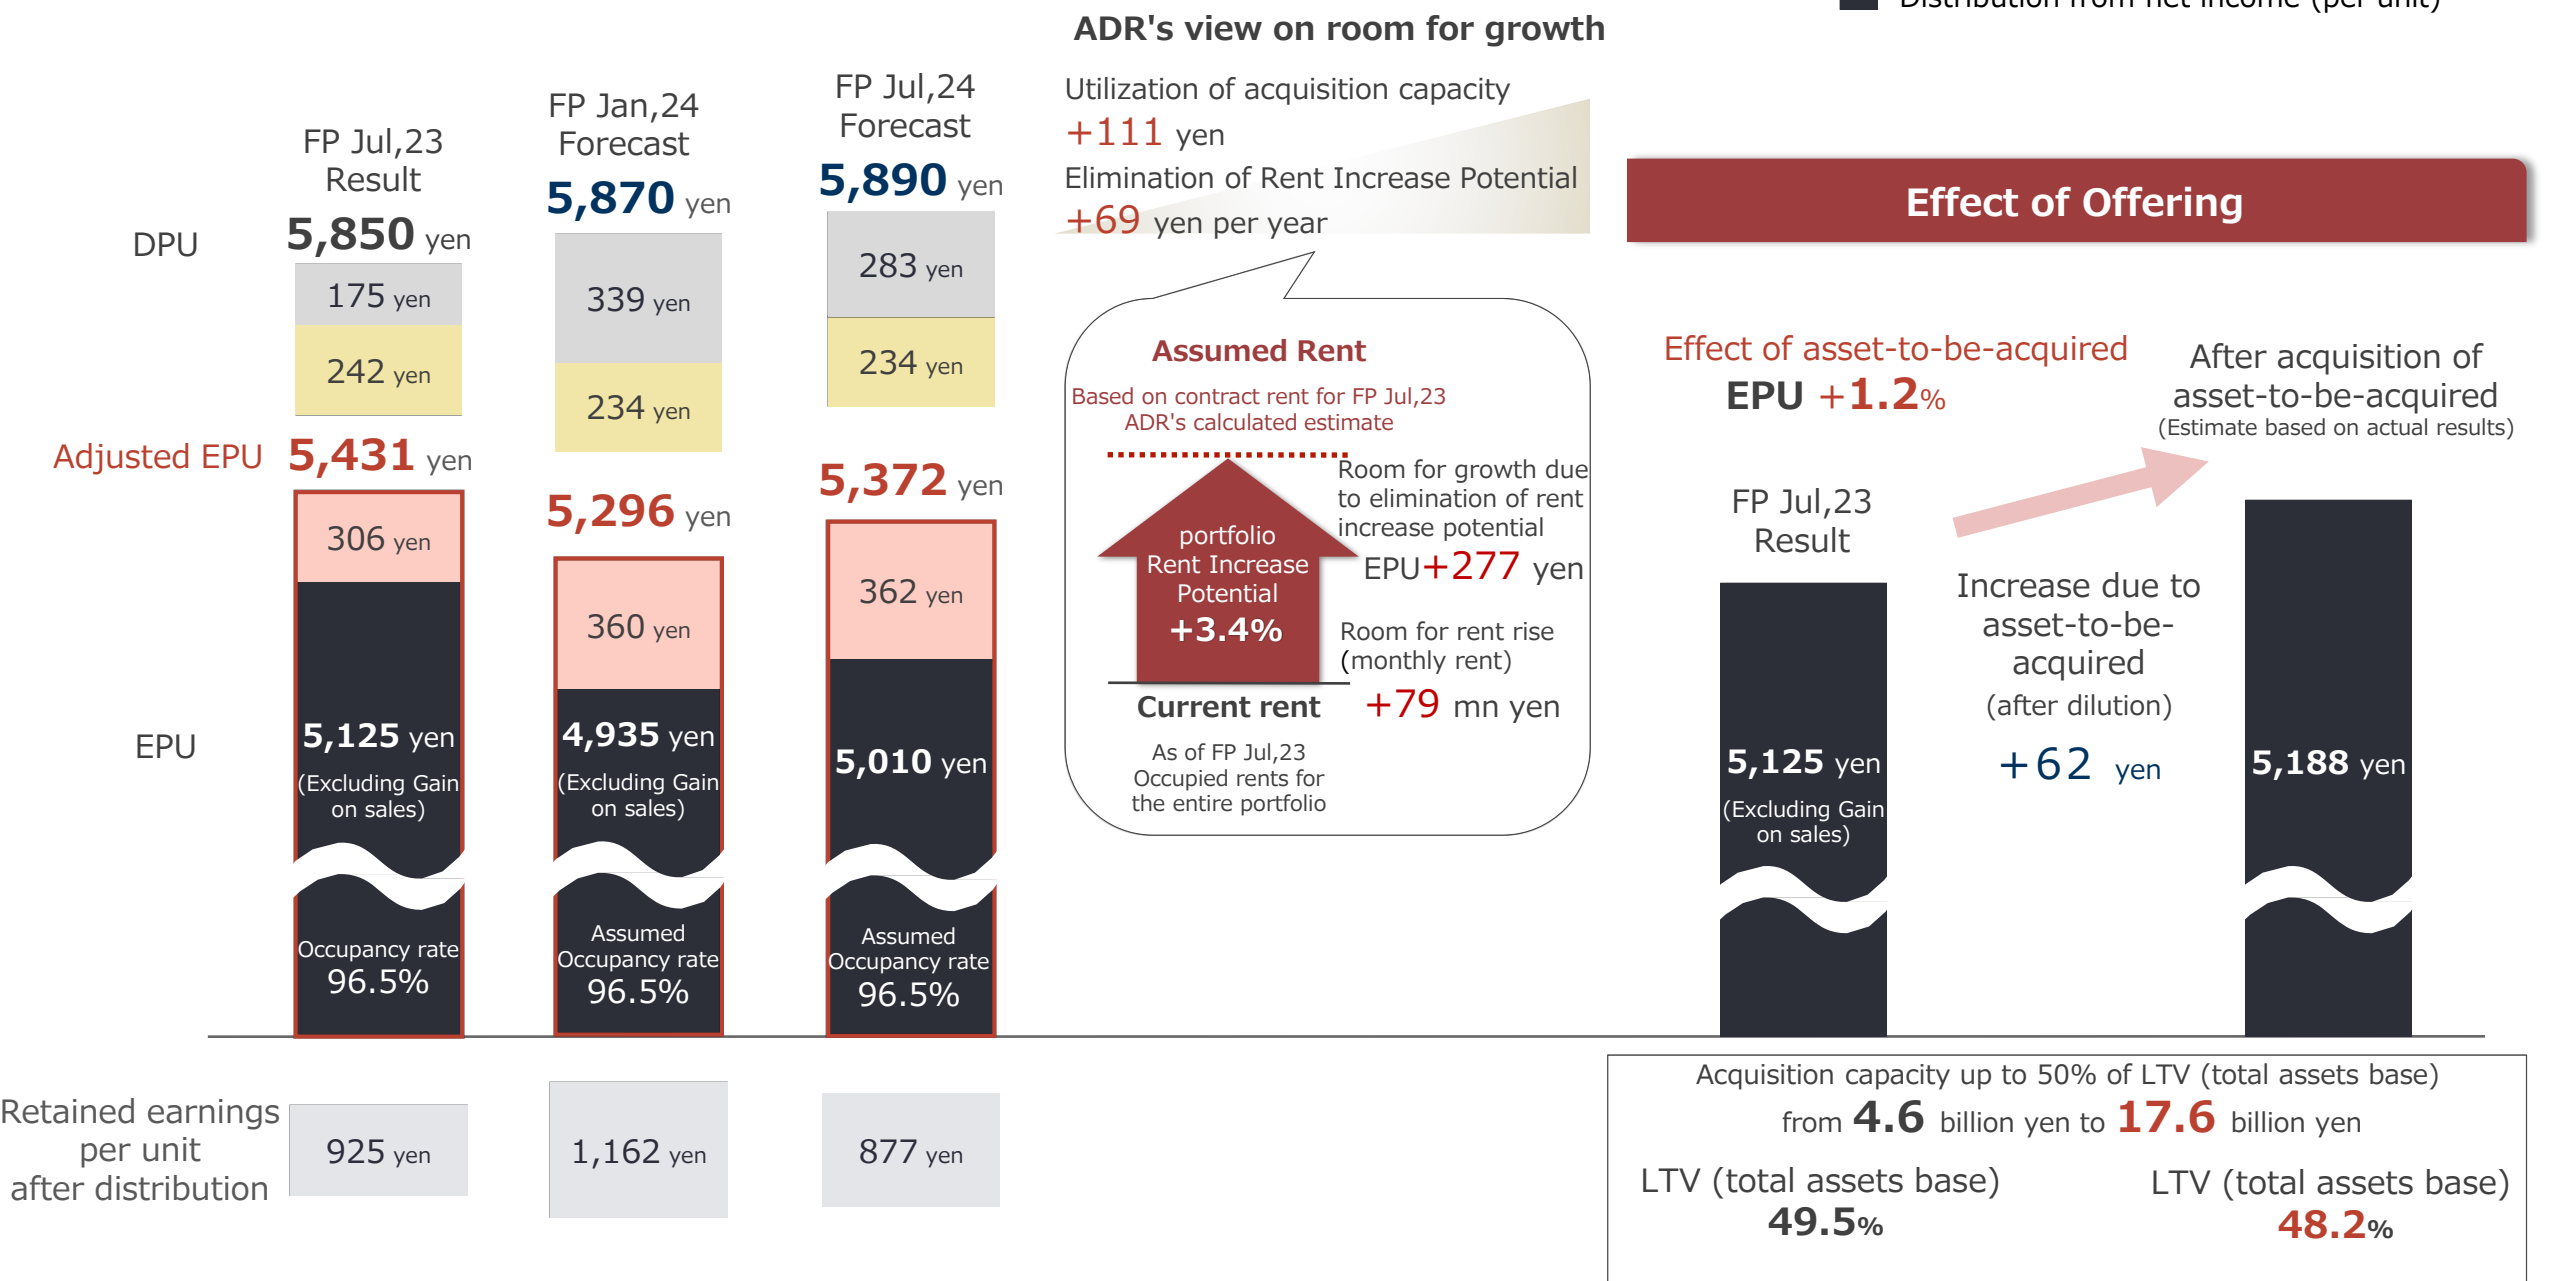 Distribution from net income (per unit)
ADR's view on room for growth
Utilization of acquisition capacity
+111 yen
Elimination of Rent Increase Potential
+69 yen per year
FP Jul,23
Result
5,850 yen
FP Jan,24
Forecast
5,870 yen
FP Jul,24
Forecast
5,890 yen
DPU
175 yen
242 yen
339 yen
234 yen
283 yen
234 yen
Adjusted EPU
5,431 yen
5,296 yen
5,372 yen
306 yen
360 yen
362 yen
EPU
5,125 yen
(Excluding Gain
on sales)
4,935 yen
(Excluding Gain
on sales)
5,010 yen
Occupancy rate
96.5%
Assumed
Occupancy rate
96.5%
Assumed
Occupancy rate
96.5%
Retained earnings
per unit
after distribution
925 yen
1,162 yen
877 yen
Assumed Rent
Based on contract rent for FP Jul,23
ADR's calculated estimate
portfolio
Rent Increase
Potential
+3.4%
Room for growth due
to elimination of rent
increase potential
EPU+277 yen
Room for rent rise
(monthly rent)
+79 mn yen
Current rent
As of FP Jul,23
Occupied rents for
the entire portfolio
Effect of Offering
Effect of asset-to-be-acquired
EPU +1.2%
After acquisition of
asset-to-be-acquired
(Estimate based on actual results)
FP Jul,23
Result
Increase due to
asset-to-be-
acquired
(after dilution)
+62 yen
5,125 yen
(Excluding Gain
on sales)
5,188 yen
Acquisition capacity up to 50% of LTV (total assets base)
from 4.6 billion yen to 17.6 billion yen
LTV (total assets base)
49.5%
LTV (total assets base)
48.2%